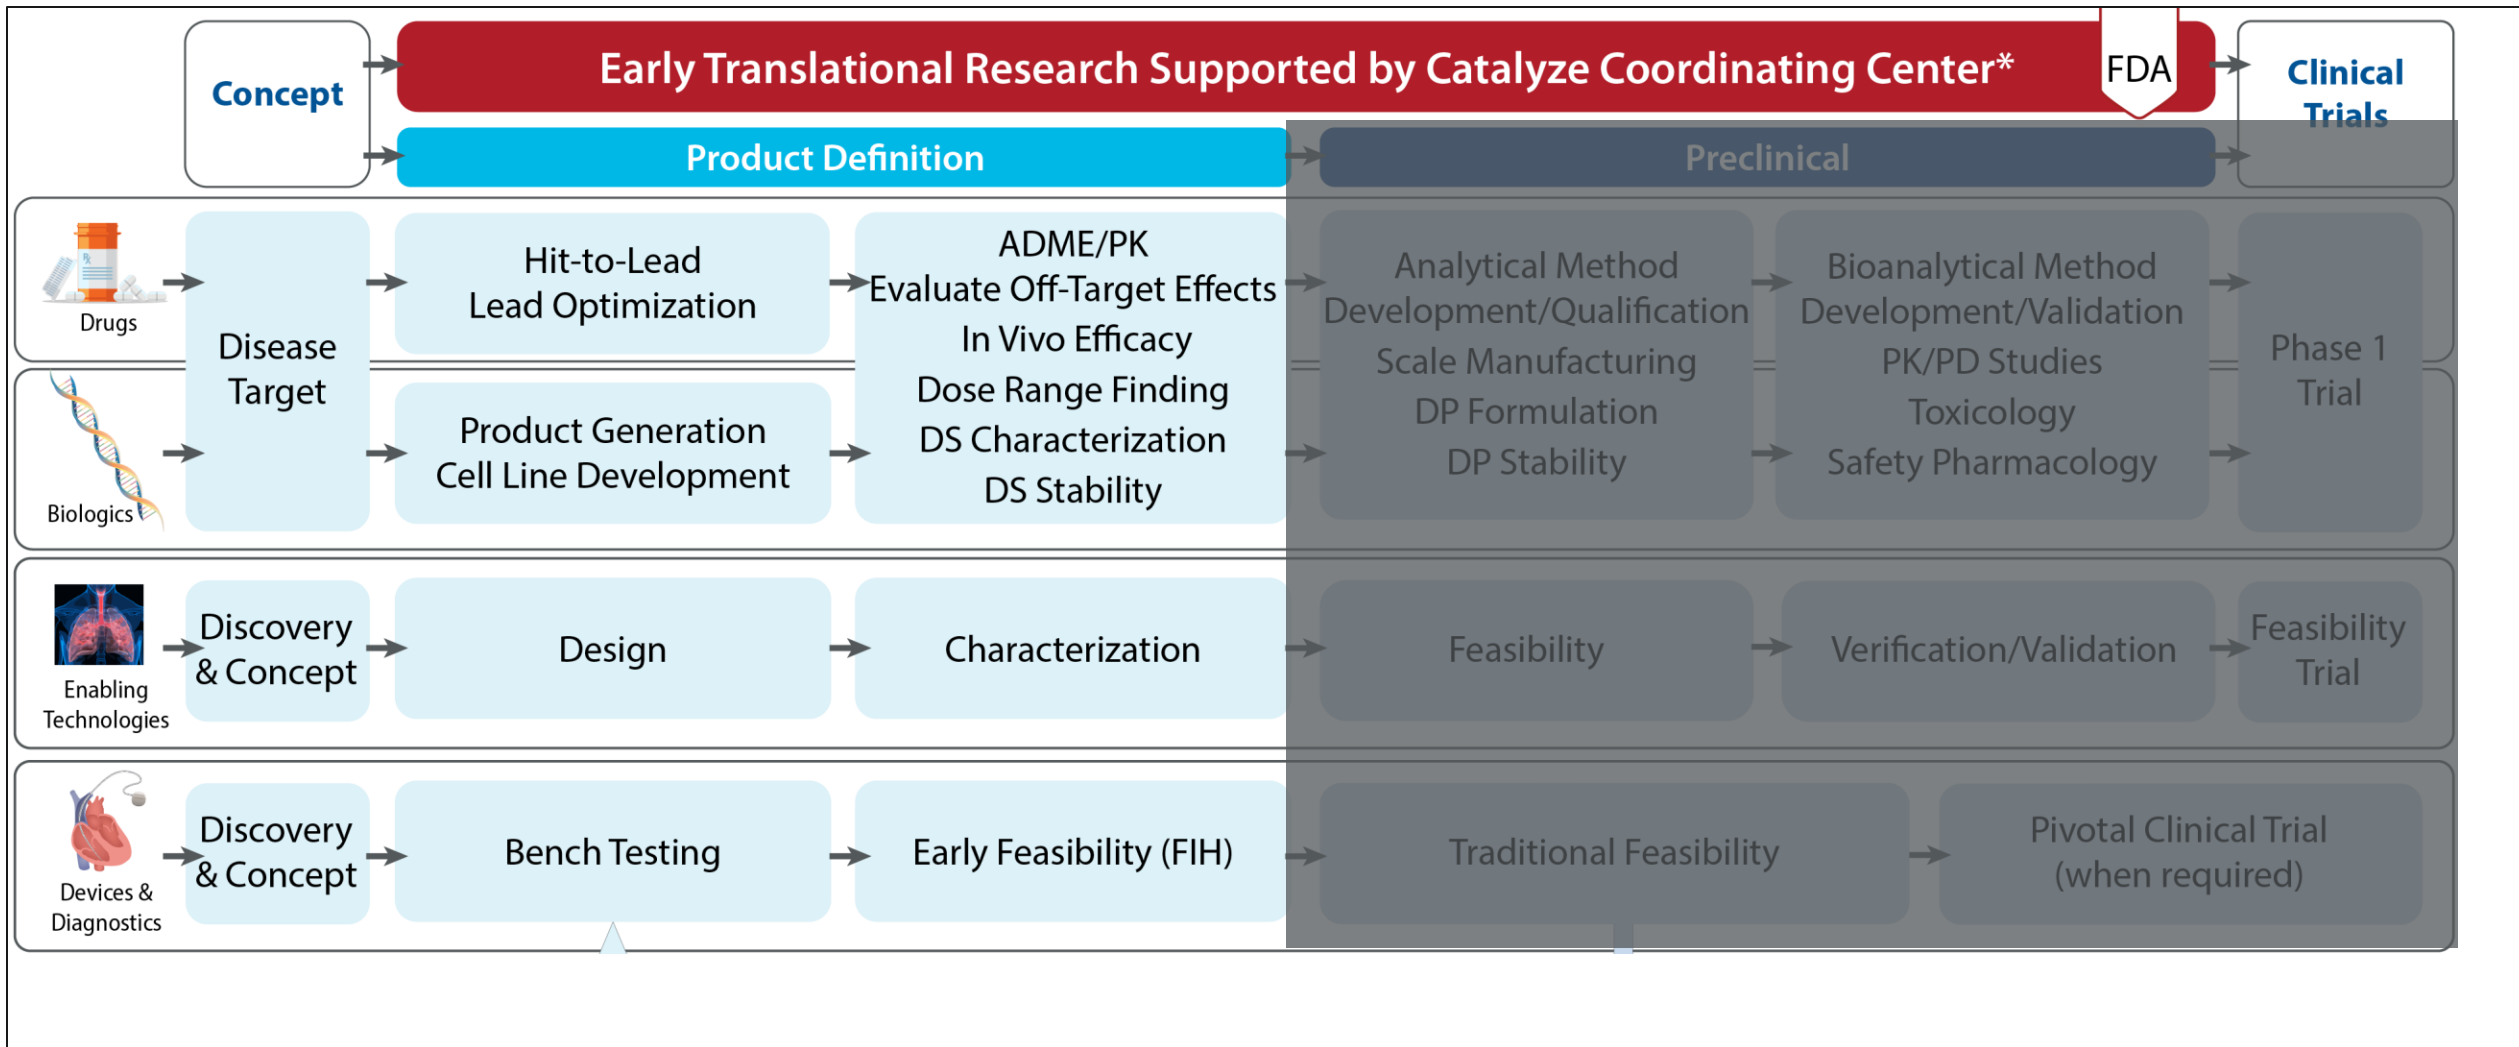 Concept
Early Translational Research Supported by Catalyze Coordinating Center*
FDA
Clinical
Trials
Product Definition
Preclinical
Drugs
Biologics
Disease
Target
Hit-to-Lead
Lead Optimization
Product Generation
Cell Line Development
ADME/PK
Evaluate Off-Target Effects
In Vivo Efficacy
Dose Range Finding
DS Characterization
DS Stability
Analytical Method
Development/Qualification
Scale Manufacturing
DP Formulation
DP Stability
Bioanalytical Method
Development/Validation
PK/PD Studies
Toxicology
Safety Pharmacology
Phase 1
Trial
Enabling
Technologies
Discovery
& Concept
Design
Characterization
Feasibility
Verification/Validation
Feasibility
Trial
Devices &
Diagnostics
Discovery
& Concept
Bench Testing
Early Feasibility (FIH)
Traditional Feasibility
Pivotal Clinical Trial
(when required)